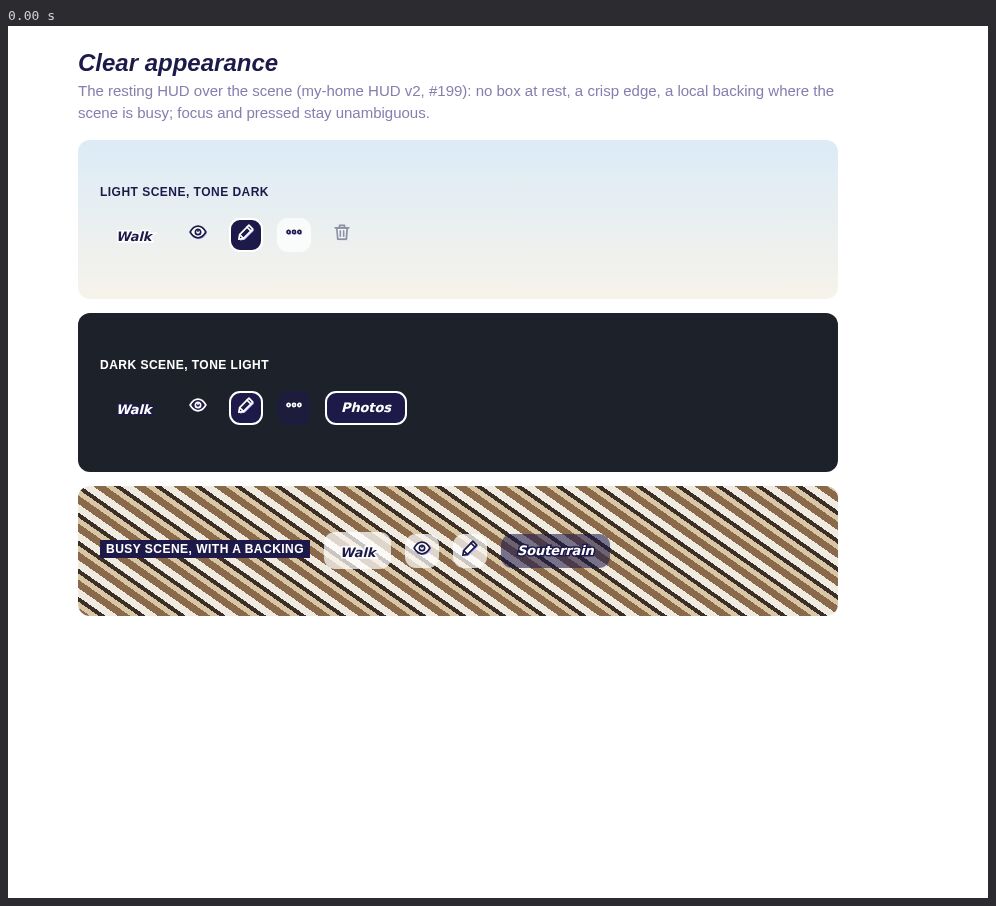 0.00 s
Clear appearance
The resting HUD over the scene (my-home HUD v2, #199): no box at rest, a crisp edge, a local backing where the
scene is busy; focus and pressed stay unambiguous.
LIGHT SCENE, TONE DARK
Walk
DARK SCENE, TONE LIGHT
Walk Photos
BUSY SCENE, WITH A BACKING Walk Souterrain